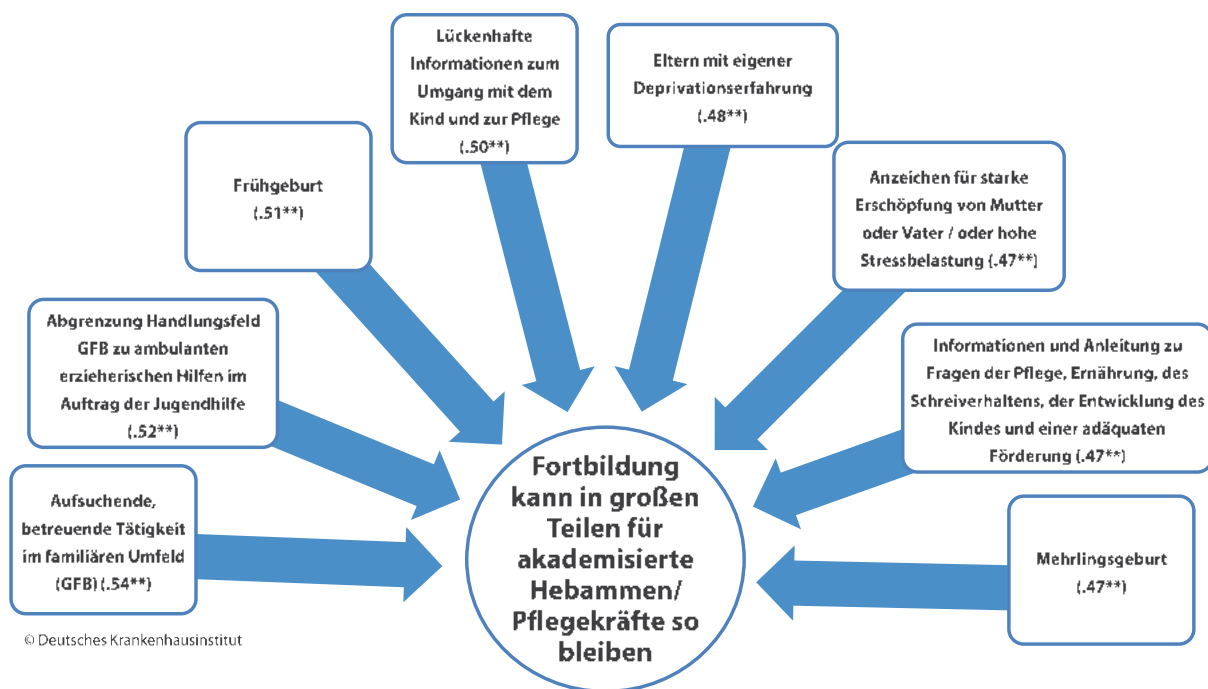 Lückenhafte
Informationen zum
Umgang mit dem
Kind und zur Pflege
(.50**)
Eltern mit eigener
Deprivationserfahrung
(.48**)
Frühgeburt
(.51**)
Anzeichen für starke
Erschöpfung von Mutter
oder Vater / oder hohe
Stressbelastung (.47**)
Abgrenzung Handlungsfeld
GFB zu ambulanten
erzieherischen Hilfen im
Auftrag der Jugendhilfe
(.52**)
Informationen und Anleitung zu
Fragen der Pflege, Ernährung, des
Schreiverhaltens, der Entwicklung des
Kindes und einer adäquaten
Förderung (.47**)
Aufsuchende,
betreuende Tätigkeit
im familiären Umfeld
(GFB) (.54**)
Mehrlingsgeburt
(.47**)
Fortbildung
kann in großen
Teilen für
akademisierte
Hebammen/
Pflegekräfte so
bleiben
© Deutsches Krankenhausinstitut